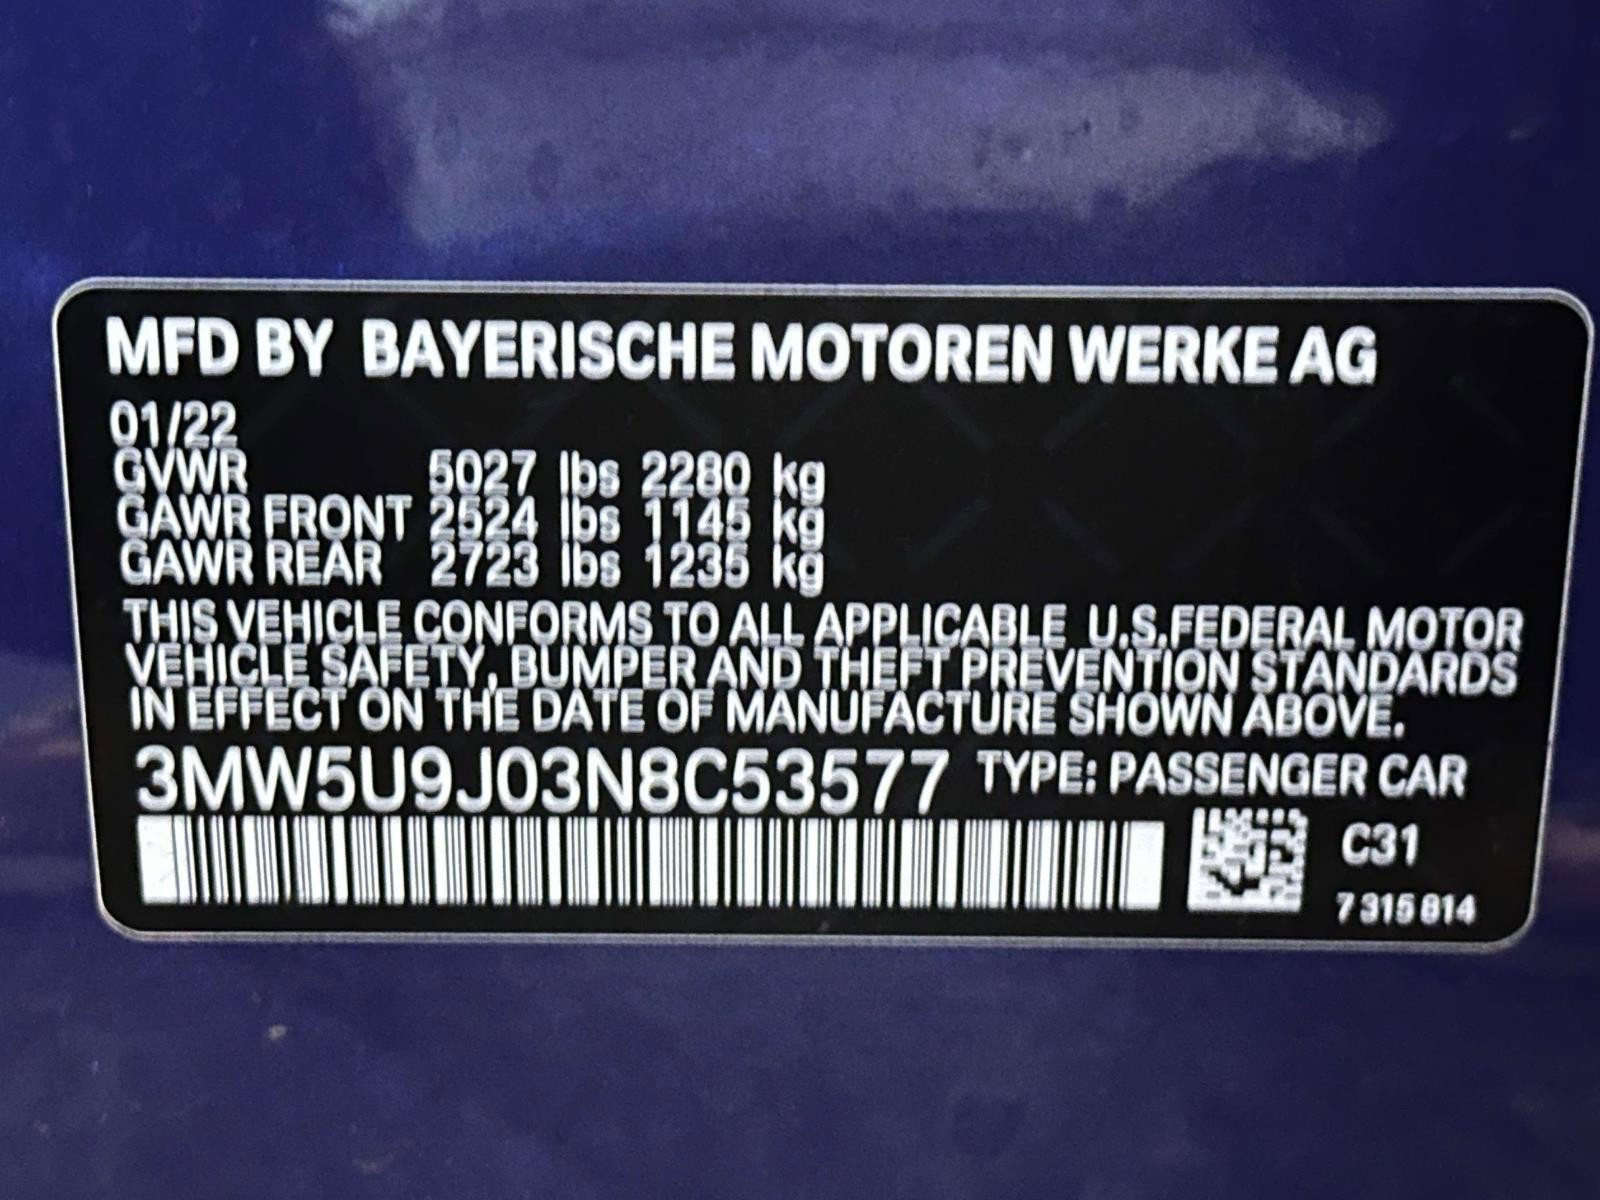 MFD BY BAYERISCHE MOTOREN WERKE AG
01/22
GVWR 5027 lbs 2280 kg
GAWR FRONT 2524 lbs 1145 kg
GAWR REAR 2723 lbs 1235 kg
THIS VEHICLE CONFORMS TO ALL APPLICABLE U.S.FEDERAL MOTOR
VEHICLE SAFETY, BUMPER AND THEFT PREVENTION STANDARDS
IN EFFECT ON THE DATE OF MANUFACTURE SHOWN ABOVE.
3MW5U9J03N8C53577 TYPE: PASSENGER CAR
C31
7 315 814